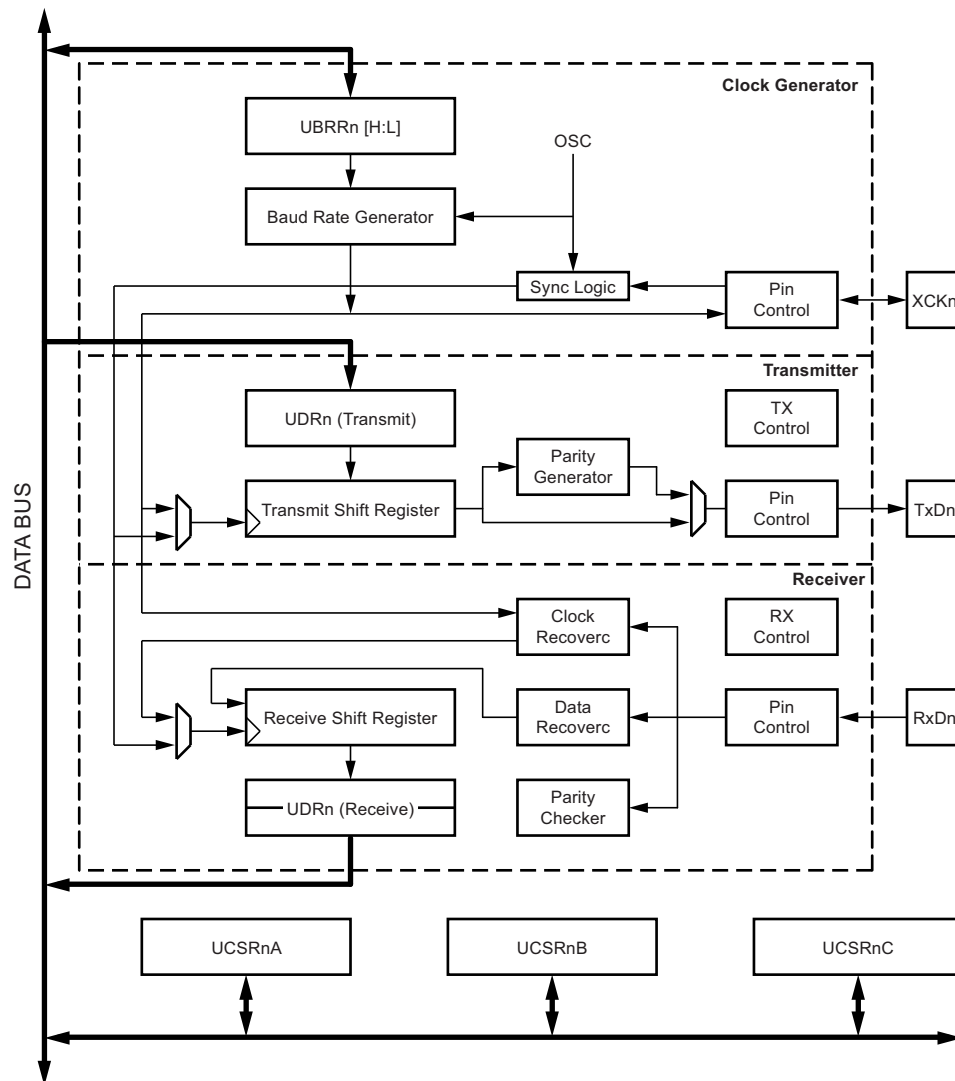 Clock Generator
UBRRn [H:L]
OSC
Baud Rate Generator
Sync Logic
Pin
Control
XCKn
Transmitter
UDRn (Transmit)
TX
Control
Parity
Generator
Transmit Shift Register
Pin
Control
TxDn
DATA BUS
Receiver
Clock
Recoverc
RX
Control
Receive Shift Register
Data
Recoverc
Pin
Control
RxDn
UDRn (Receive)
Parity
Checker
UCSRnA
UCSRnB
UCSRnC